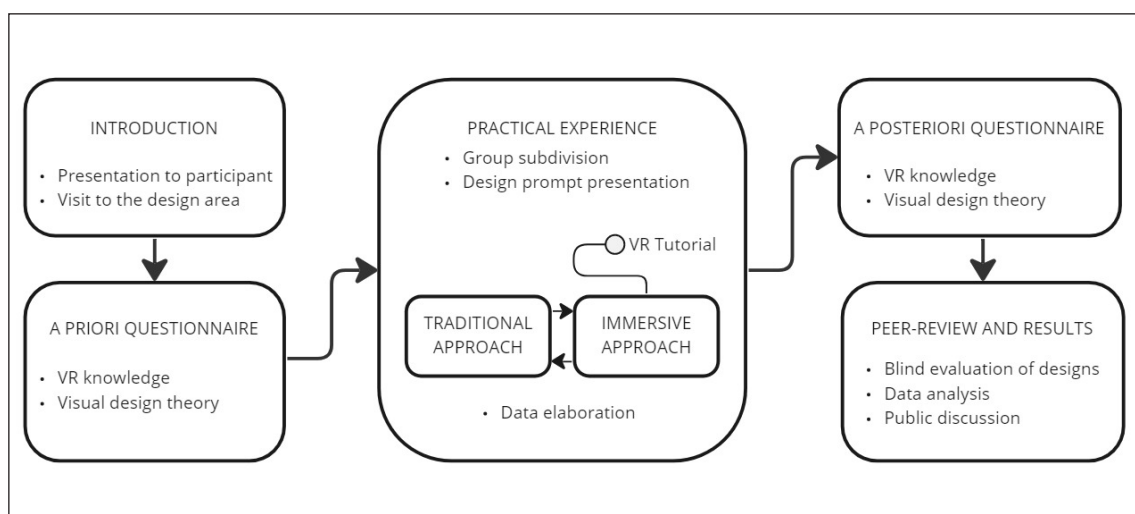 INTRODUCTION
• Presentation to participant
• Visit to the design area
A PRIORI QUESTIONNAIRE
• VR knowledge
• Visual design theory
PRACTICAL EXPERIENCE
• Group subdivision
• Design prompt presentation
VR Tutorial
TRADITIONAL
APPROACH
IMMERSIVE
APPROACH
• Data elaboration
A POSTERIORI QUESTIONNAIRE
• VR knowledge
• Visual design theory
PEER-REVIEW AND RESULTS
• Blind evaluation of designs
• Data analysis
• Public discussion